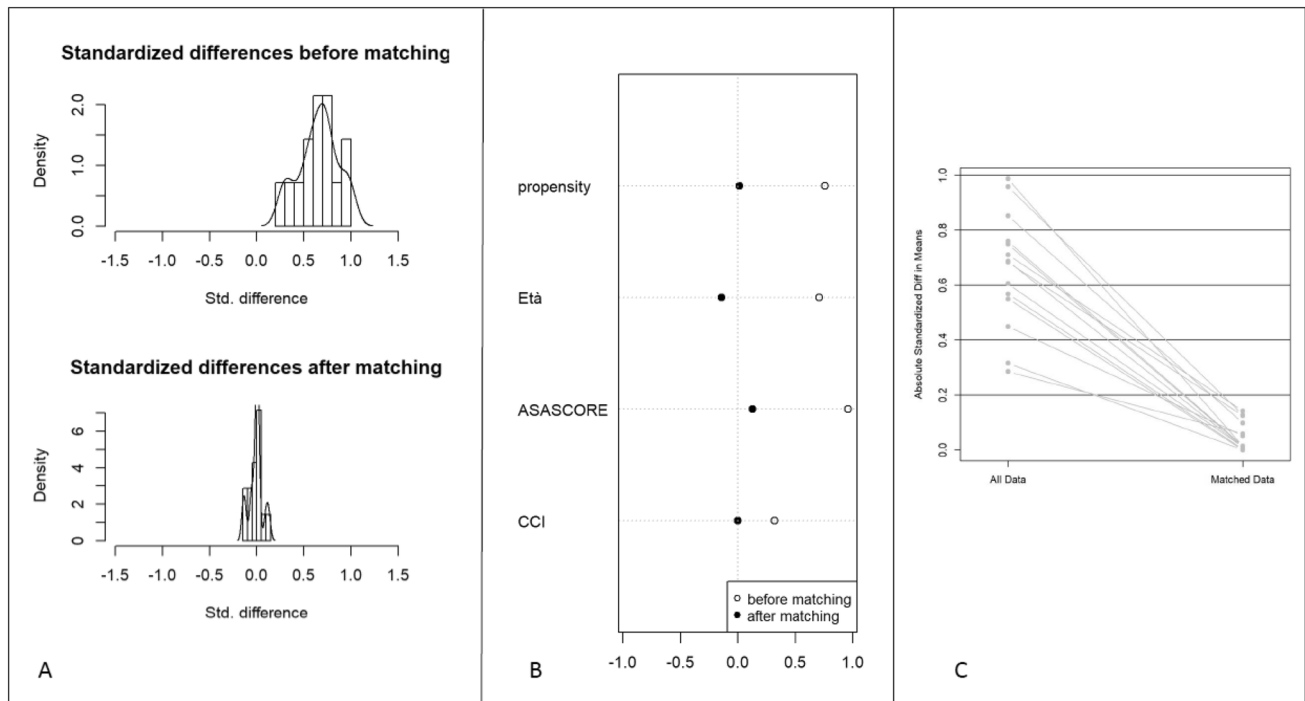 Standardized differences before matching
Density
2.0
1.0
0.0
-1.5 -1.0 -0.5 0.0 0.5 1.0 1.5
Std. difference
Standardized differences after matching
Density
6
4
2
0
-1.5 -1.0 -0.5 0.0 0.5 1.0 1.5
Std. difference
A
propensity
Età
ASASCORE
CCI
before matching
after matching
-1.0 -0.5 0.0 0.5 1.0
B
Absolute Standardized Diff in Means
1.0
0.8
0.6
0.4
0.2
0.0
All Data Matched Data
C